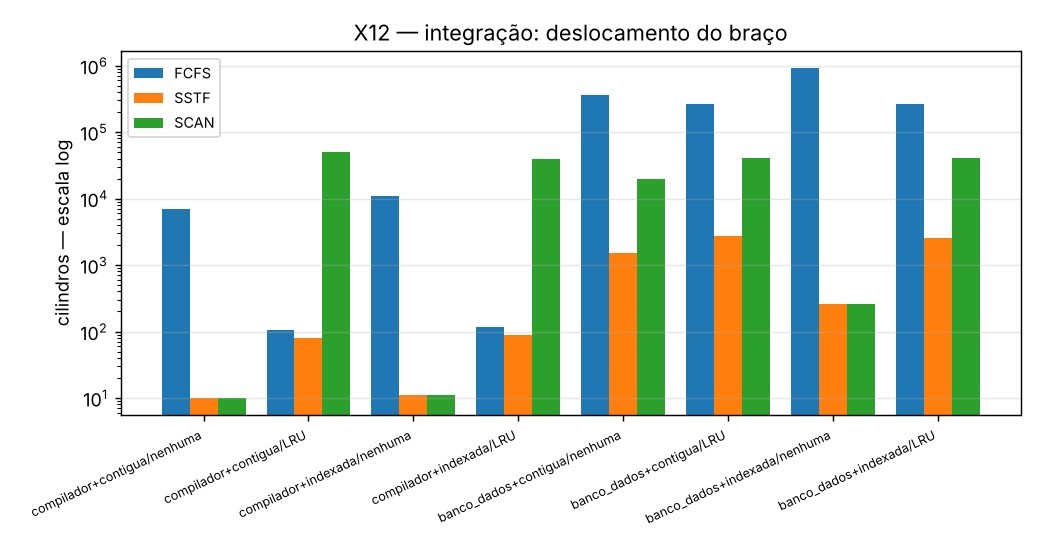 X12 — integração: deslocamento do braço
cilindros — escala log
10^6
10^5
10^4
10^3
10^2
10^1
FCFS
SSTF
SCAN
compilador+contigua/nenhuma
compilador+contigua/LRU
compilador+indexada/nenhuma
compilador+indexada/LRU
banco_dados+contigua/nenhuma
banco_dados+contigua/LRU
banco_dados+indexada/nenhuma
banco_dados+indexada/LRU